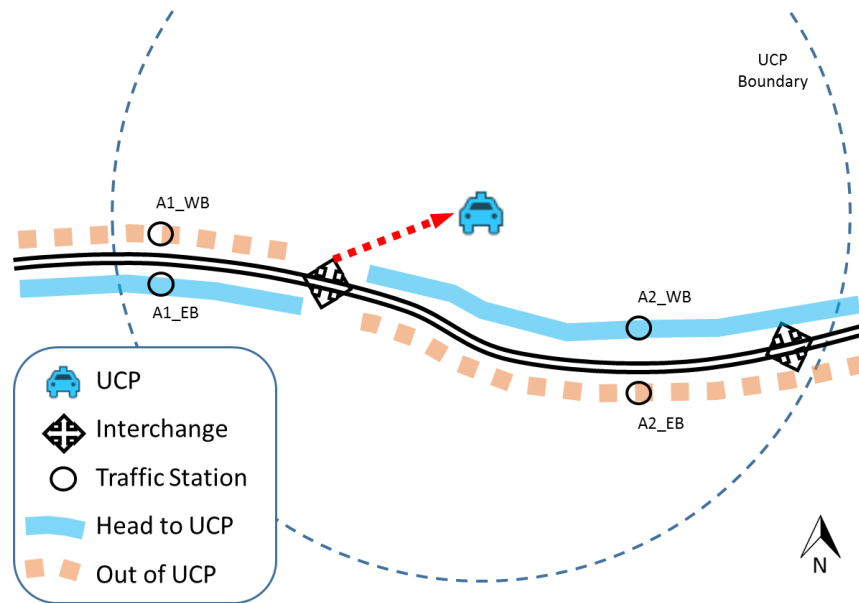 UCP
Boundary
A1_WB
A1_EB
A2_WB
A2_EB
UCP
Interchange
Traffic Station
Head to UCP
Out of UCP
N